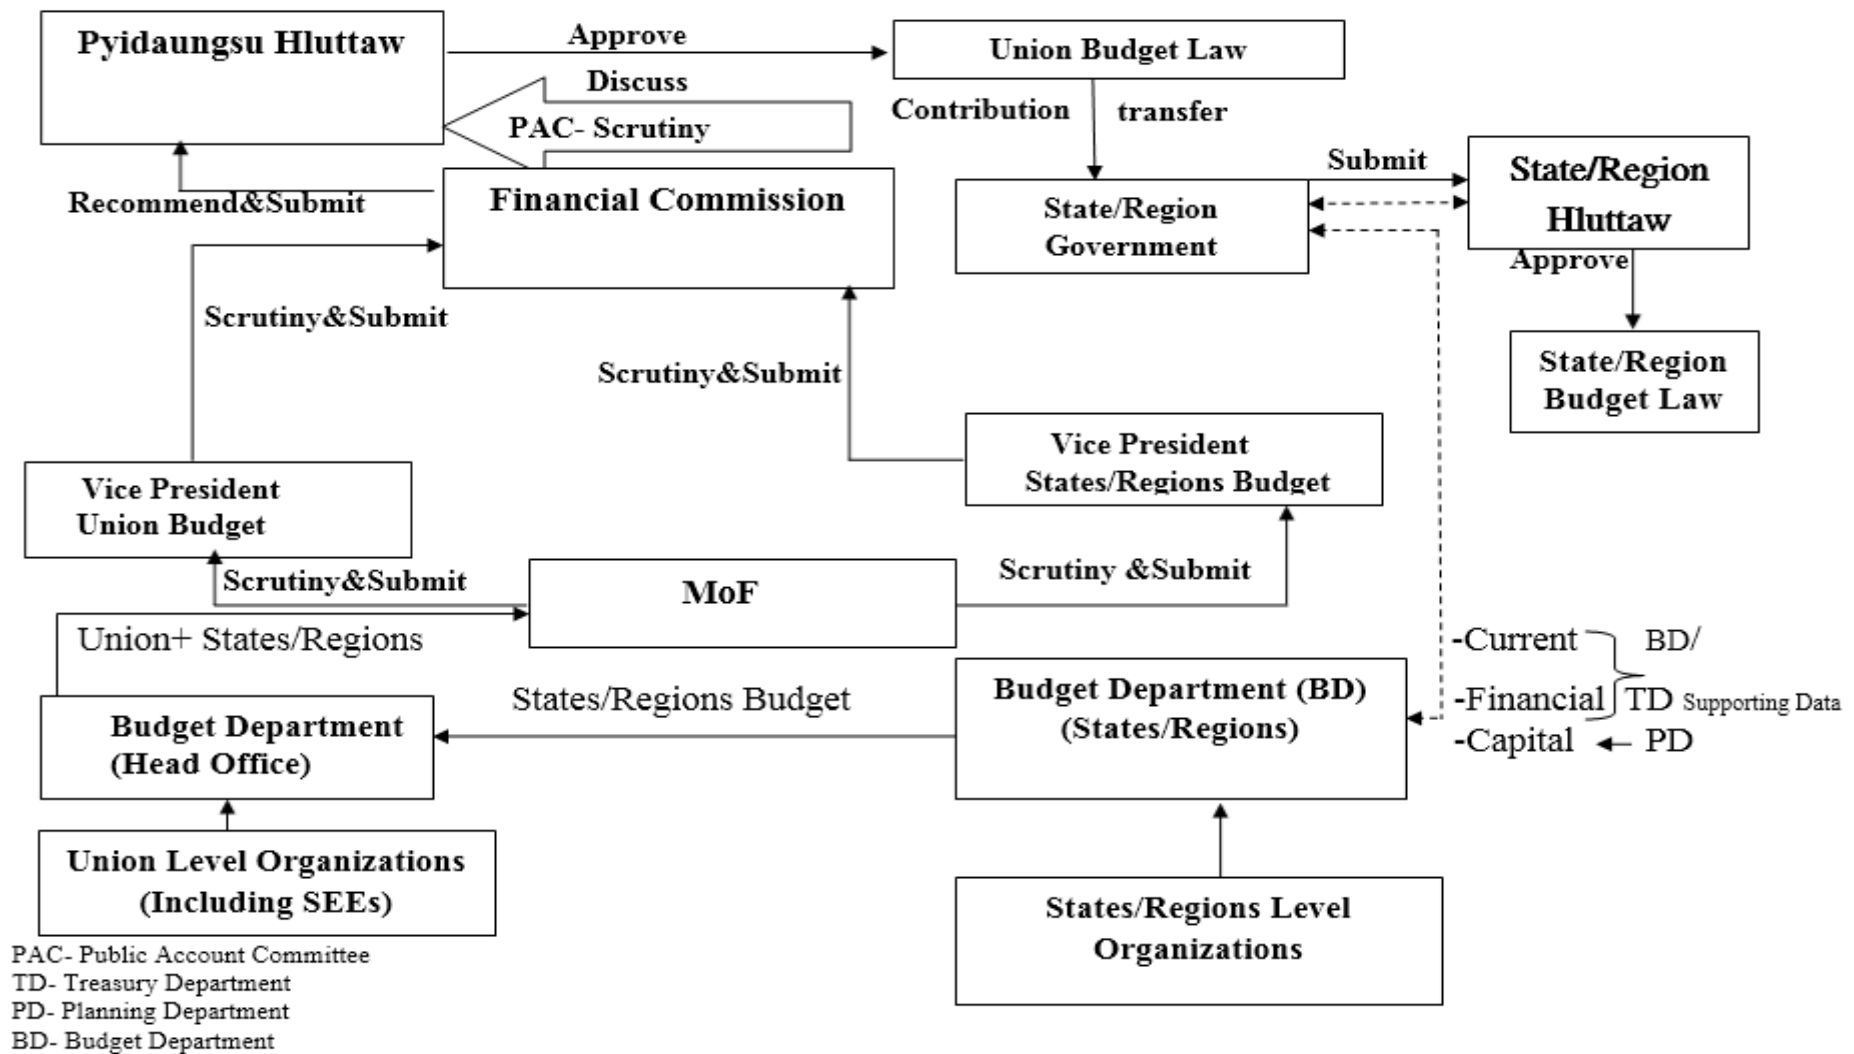 Pyidaungsu Hluttaw
Approve
Union Budget Law
Discuss
PAC- Scrutiny
Contribution transfer
Recommend&Submit
Financial Commission
State/Region
Government
Submit
State/Region
Hluttaw
Approve
State/Region
Budget Law
Scrutiny&Submit
Scrutiny&Submit
Vice President
Union Budget
Vice President
States/Regions Budget
Scrutiny&Submit
MoF
Scrutiny &Submit
Union+ States/Regions
States/Regions Budget
Budget Department
(Head Office)
Budget Department (BD)
(States/Regions)
-Current BD/
-Financial TD Supporting Data
-Capital PD
Union Level Organizations
(Including SEEs)
States/Regions Level
Organizations
PAC- Public Account Committee
TD- Treasury Department
PD- Planning Department
BD- Budget Department